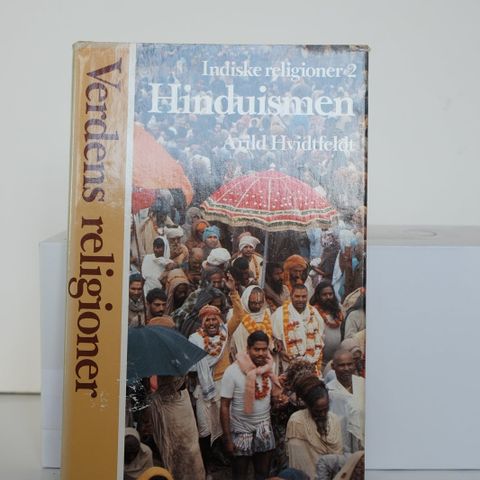 Verdens religioner
Indiske religioner 2
Hinduismen
Arild Hvidtfeldt